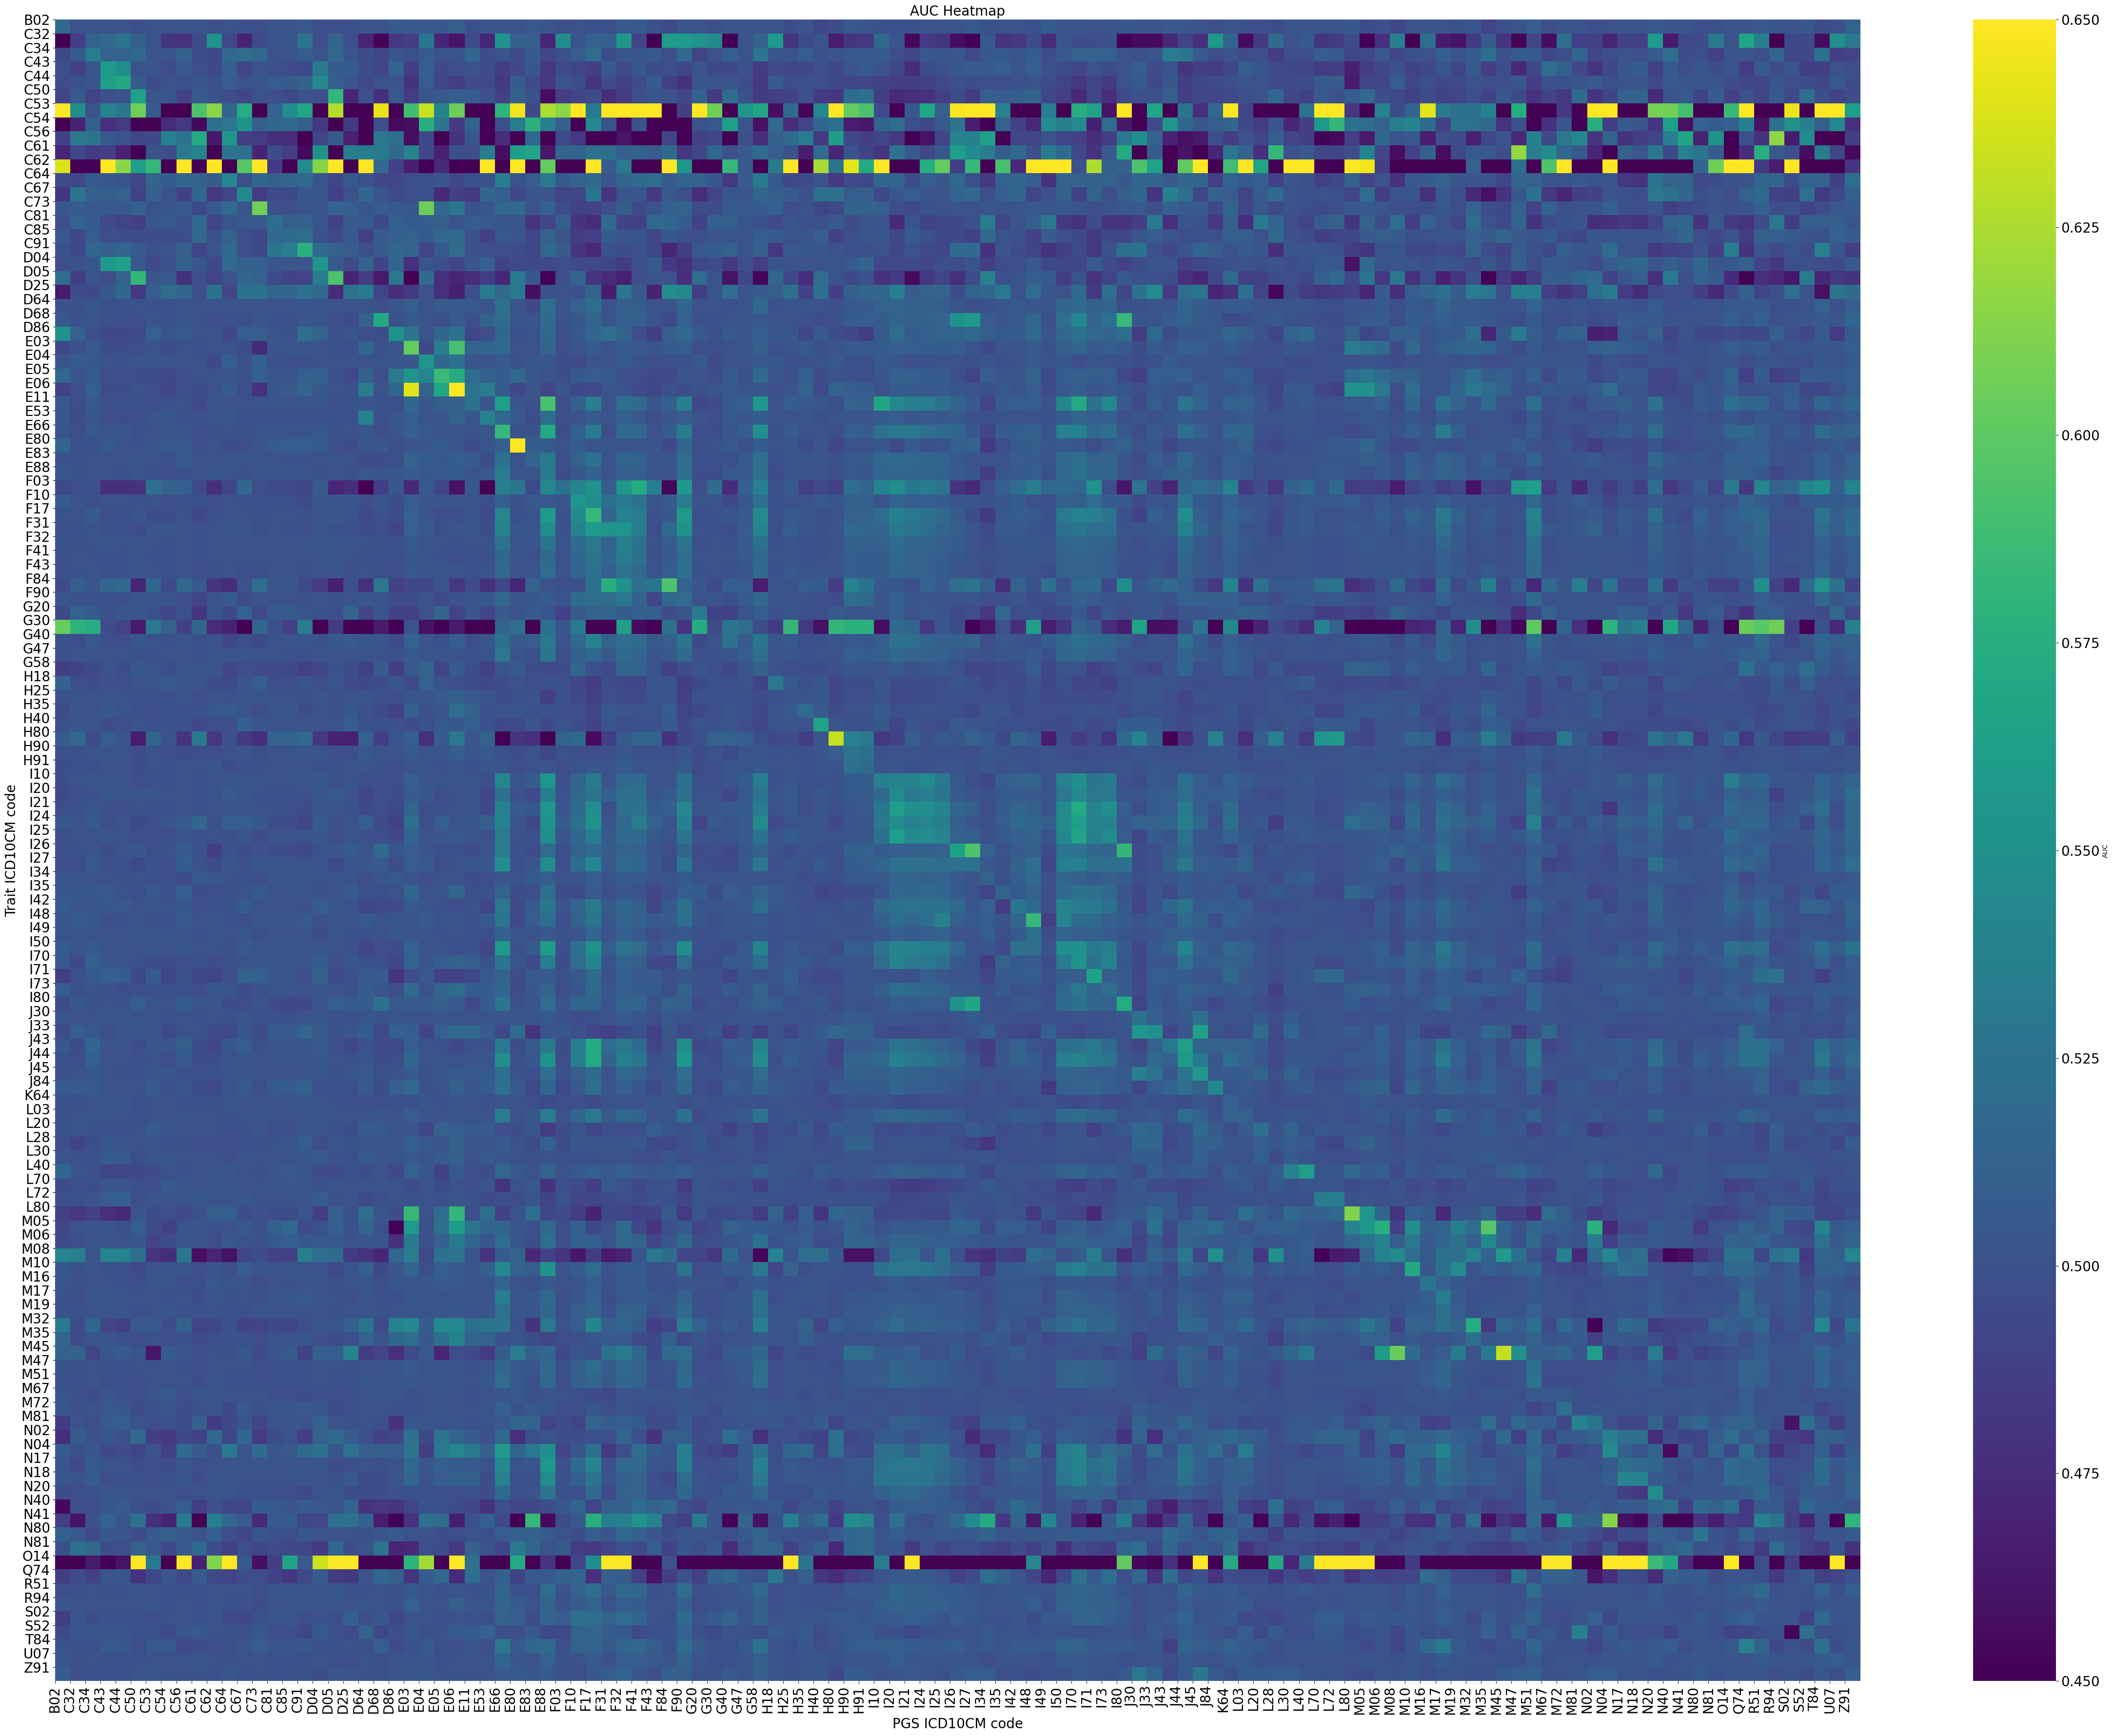 AUC Heatmap
Trait ICD10CM code
B02
C32
C34
C43
C44
C50
C53
C54
C56
C61
C62
C64
C67
C73
C81
C85
C91
D04
D05
D25
D64
D68
D86
E03
E04
E05
E06
E11
E53
E66
E80
E83
E88
F03
F10
F17
F31
F32
F41
F43
F84
F90
G20
G30
G40
G47
G58
H18
H25
H35
H40
H80
H90
H91
I10
I20
I21
I24
I25
I26
I27
I34
I35
I42
I48
I49
I50
I70
I71
I73
I80
J30
J33
J43
J44
J45
J84
K64
L03
L20
L28
L30
L40
L70
L72
L80
M05
M06
M08
M10
M16
M17
M19
M32
M35
M45
M47
M51
M67
M72
M81
N02
N04
N17
N18
N20
N40
N41
N80
N81
O14
Q74
R51
R94
S02
S52
T84
U07
Z91
B02 C32 C34 C43 C44 C50 C53 C54 C56 C61 C62 C64 C67 C73 C81 C85 C91 D04 D05 D25 D64 D68 D86 E03 E04 E05 E06 E11 E53 E66 E80 E83 E88 F03 F10 F17 F31 F32 F41 F43 F84 F90 G20 G30 G40 G47 G58 H18 H25 H35 H40 H80 H90 H91 I10 I20 I21 I24 I25 I26 I27 I34 I35 I42 I48 I49 I50 I70 I71 I73 I80 J30 J33 J43 J44 J45 J84 K64 L03 L20 L28 L30 L40 L70 L72 L80 M05 M06 M08 M10 M16 M17 M19 M32 M35 M45 M47 M51 M67 M72 M81 N02 N04 N17 N18 N20 N40 N41 N80 N81 O14 Q74 R51 R94 S02 S52 T84 U07 Z91
PGS ICD10CM code
0.650
0.625
0.600
0.575
0.550
0.525
0.500
0.475
0.450
AUC